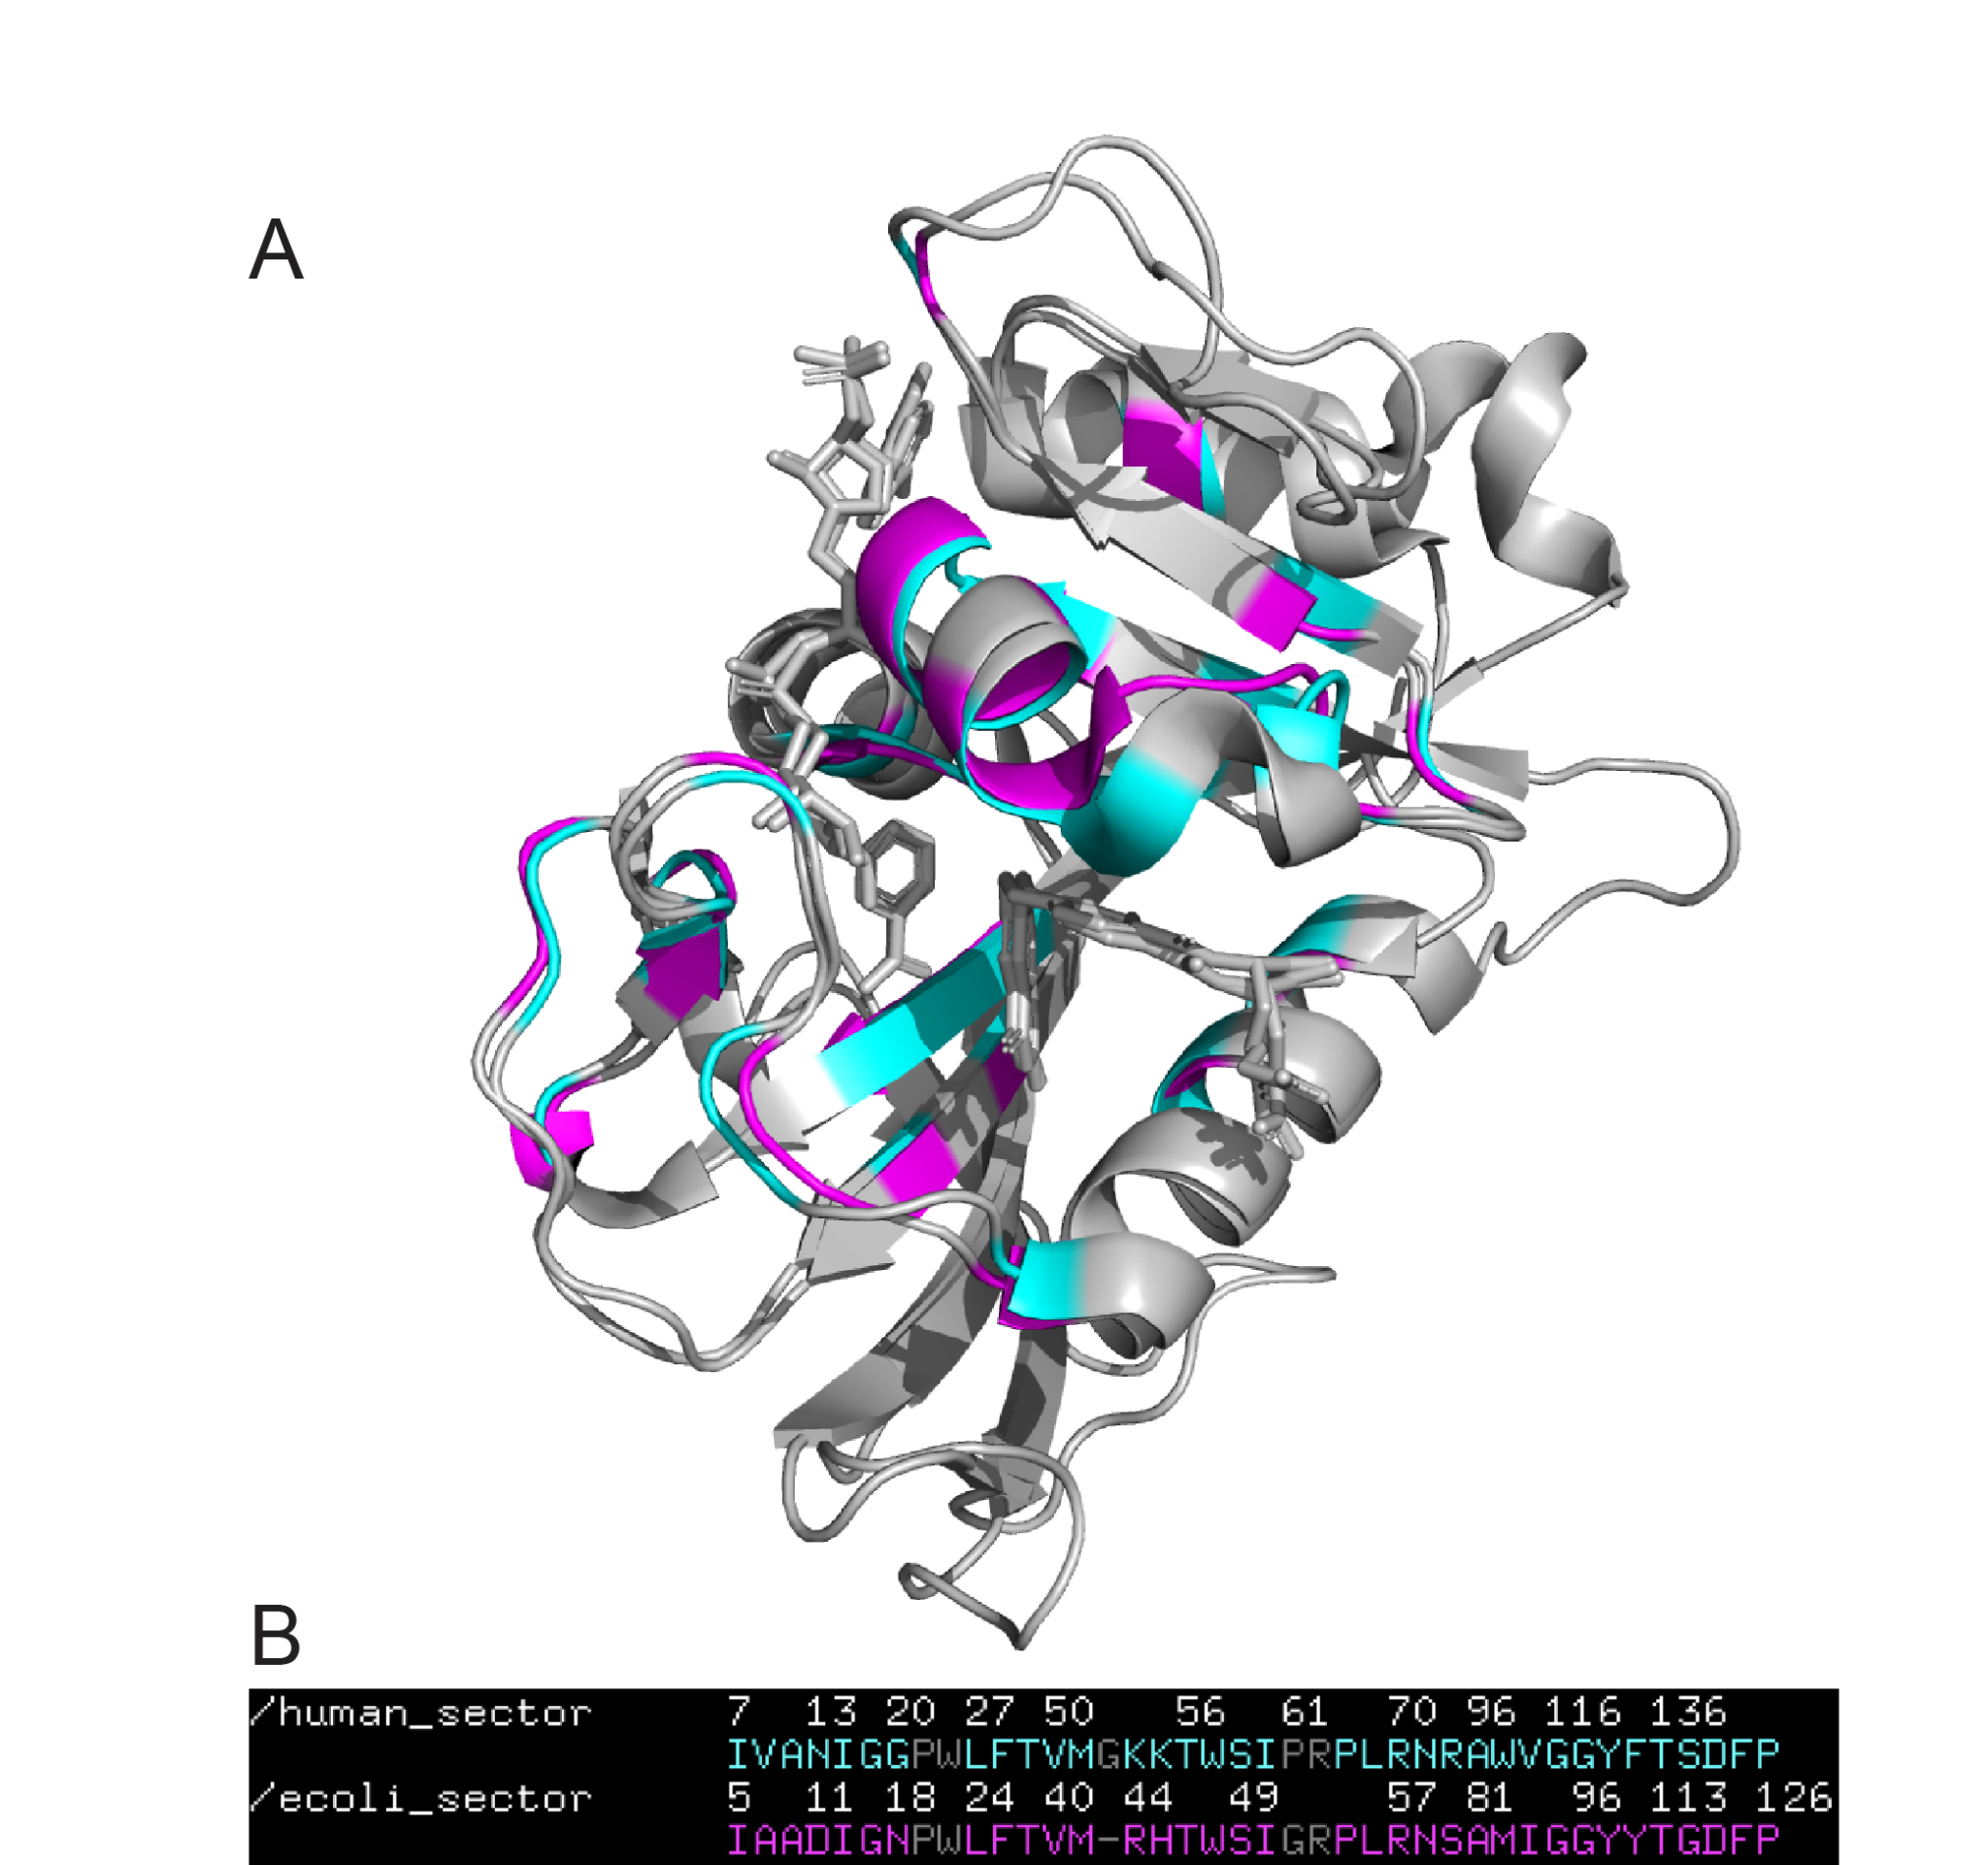 A
B
/human_sector 7 13 20 27 50 56 61 70 96 116 136
IVANIGGPWLFTVMGKKTWSIPRPLRNRAWVGGYFTSDFP
/ecoli_sector 5 11 18 24 40 44 49 57 81 96 113 126
IAADIGNPWLFTVM-RHTWSIGRPLRNSAMIGGYYTGDFP